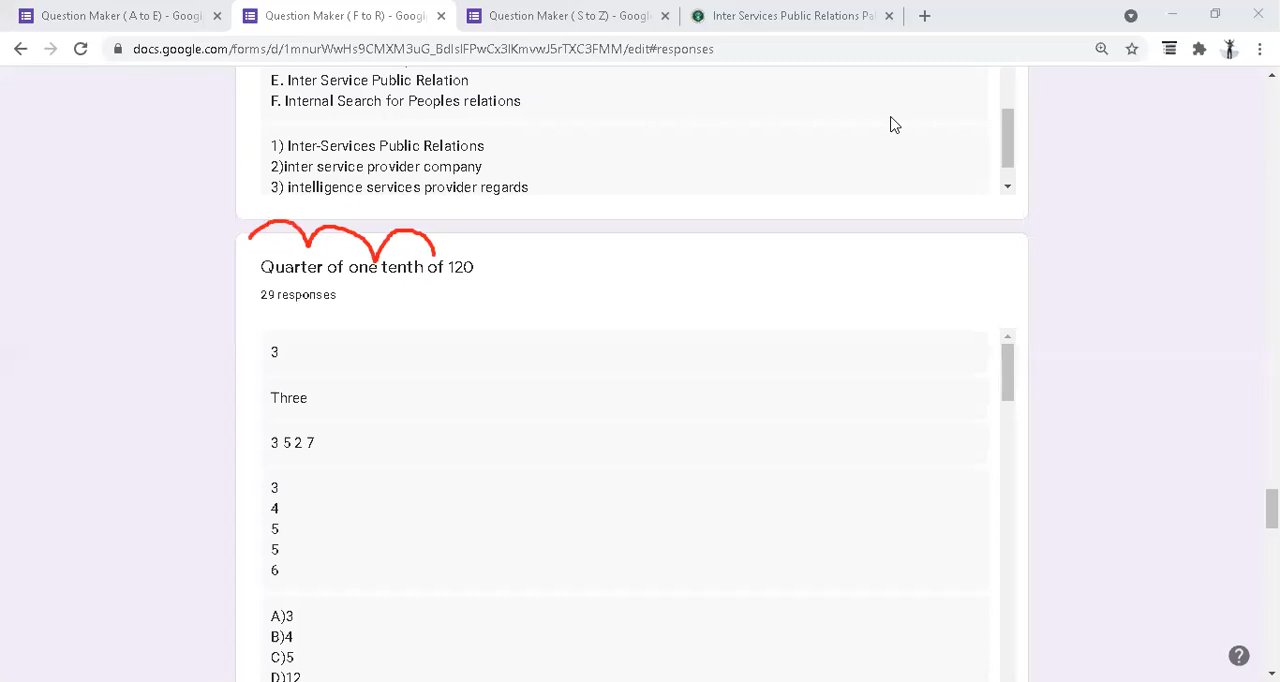 Question Maker ( A to E) - Googl
Question Maker ( F to R) - Googl
Question Maker ( S to Z) - Googl
Inter Services Public Relations Pak
docs.google.com/forms/d/1mnurWwHs9CMXM3uG_BdIslFPwCx3lKmvwJ5rTXC3FMM/edit#responses
E. Inter Service Public Relation
F. Internal Search for Peoples relations
1) Inter-Services Public Relations
2)inter service provider company
3) intelligence services provider regards
Quarter of one tenth of 120
29 responses
3
Three
3 5 2 7
3
4
5
5
6
A)3
B)4
C)5
D)12